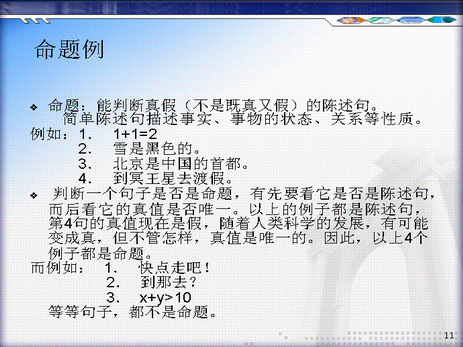 命题例
❖ 命题：能判断真假（不是既真又假）的陈述句。
简单陈述句描述事实、事物的状态、关系等性质。
例如：1. 1+1=2
2. 雪是黑色的。
3. 北京是中国的首都。
4. 到冥王星去渡假。
❖ 判断一个句子是否是命题，有先要看它是否是陈述句，
而后看它的真值是否唯一。以上的例子都是陈述句，
第4句的真值现在是假，随着人类科学的发展，有可能
变成真，但不管怎样，真值是唯一的。因此，以上4个
例子都是命题。
而例如：1. 快点走吧！
2. 到那去？
3. x+y>10
等等句子，都不是命题。
11